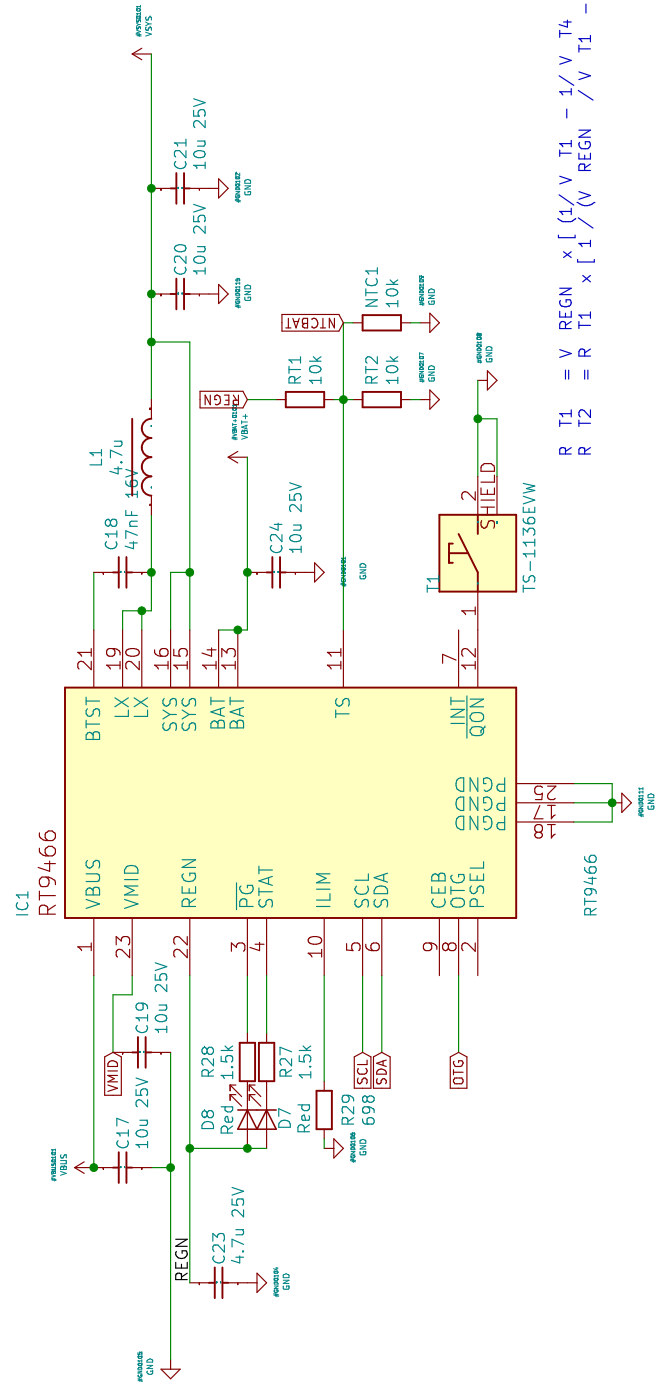 IC1
RT9466
RT9466
VBUS
VMID
REGN
PG
STAT
ILIM
SCL
SDA
CEB
OTG
PSEL
BTST
LX
LX
SYS
SYS
BAT
BAT
TS
INT
QON
PGND
PGND
PGND
1
23
22
3
4
10
5
6
9
8
2
21
19
20
16
15
14
13
11
7
12
25
17
18
VBUS
C17
10u 25V
VMID
C19
10u 25V
GND
REGN
C23
4.7u 25V
GND
R28
1.5k
R27
1.5k
D8
Red
D7
Red
R29
698
GND
SCL
SDA
OTG
C18
47nF 16V
L1
4.7u
VSYS
C20
10u 25V
GND
C21
10u 25V
GND
VBAT+
C24
10u 25V
GND
REGN
RT1
10k
RT2
10k
GND
NTCBAT
NTC1
10k
GND
T1
1
2
SHIELD
TS-1136EVW
GND
GND
R T1 = V REGN x [(1/ V T1 - 1/ V T4
R T2 = R T1 x [ 1 / (V REGN / V T1 -